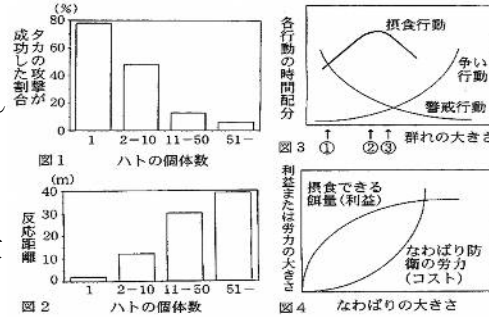 (%)
タカの攻撃が成功した割合
80
60
40
20
0
1 2-10 11-50 51-
図1 ハトの個体数
(m)
反応距離
40
30
20
10
0
1 2-10 11-50 51-
図2 ハトの個体数
各行動の時間配分
摂食行動
争い行動
警戒行動
① ② ③
図3 群れの大きさ
利益または労力の大きさ
摂食できる
餌量(利益)
なわばり防
衛の労力
(コスト)
図4 なわばりの大きさ